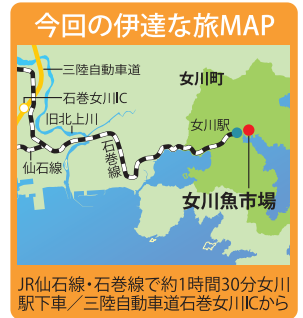 今回の伊達な旅MAP
三陸自動車道
石巻女川IC
旧北上川
仙石線
石巻線
女川町
女川駅
女川魚市場
JR仙石線・石巻線で約1時間30分女川
駅下車／三陸自動車道石巻女川ICから